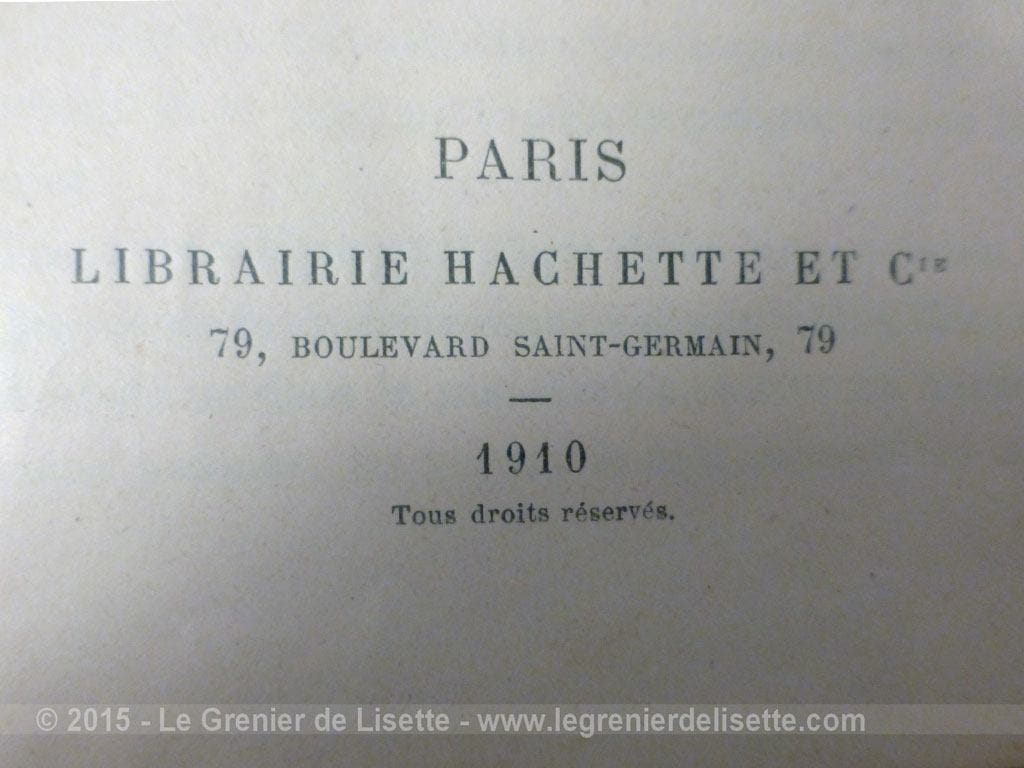 PARIS
LIBRAIRIE HACHETTE ET Cie
79, BOULEVARD SAINT-GERMAIN, 79
—
1910
Tous droits réservés.
© 2015 - Le Grenier de Lisette - www.legrenierdelisette.com